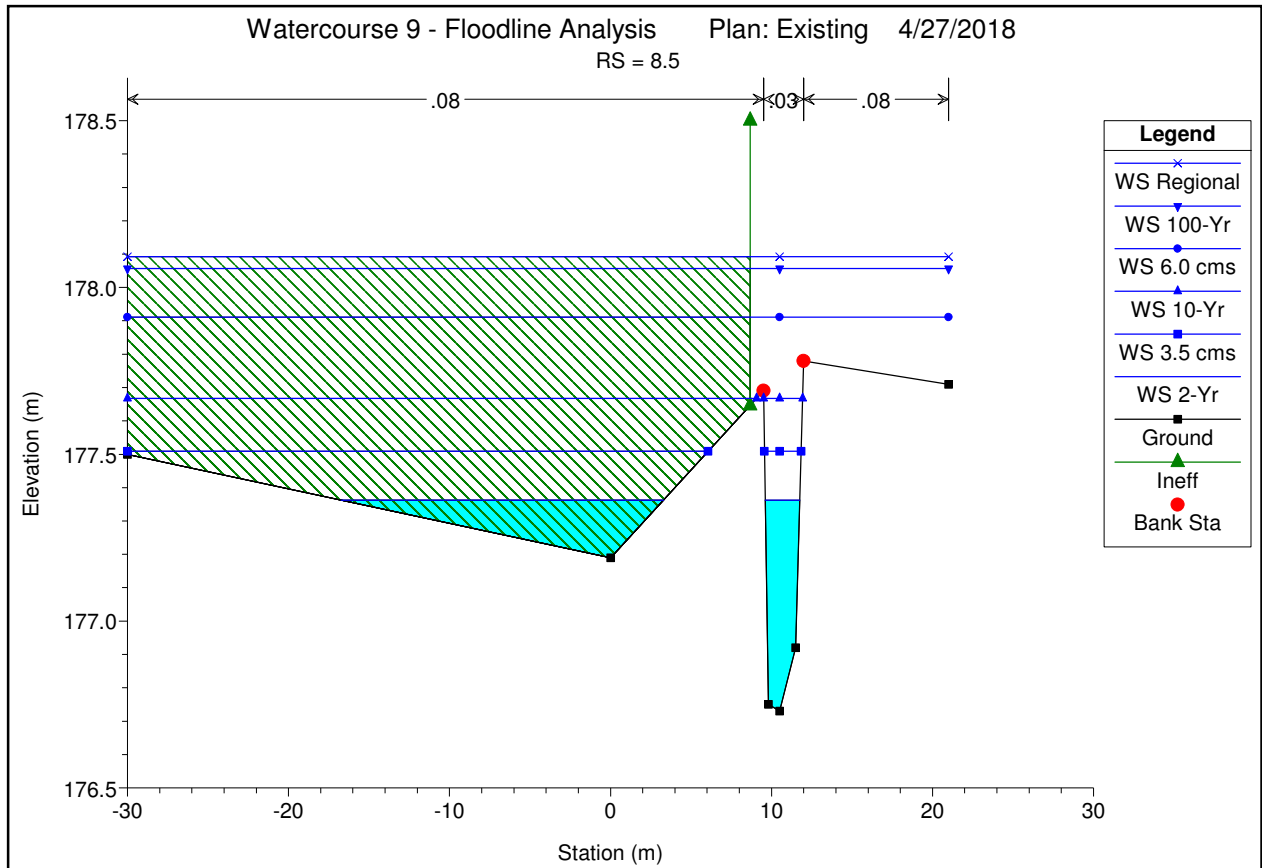 Watercourse 9 - Floodline Analysis Plan: Existing 4/27/2018
RS = 8.5
.08 .03 .08
178.5
178.0
177.5
177.0
176.5
Elevation (m)
-30 -20 -10 0 10 20 30
Station (m)
Legend
WS Regional
WS 100-Yr
WS 6.0 cms
WS 10-Yr
WS 3.5 cms
WS 2-Yr
Ground
Ineff
Bank Sta